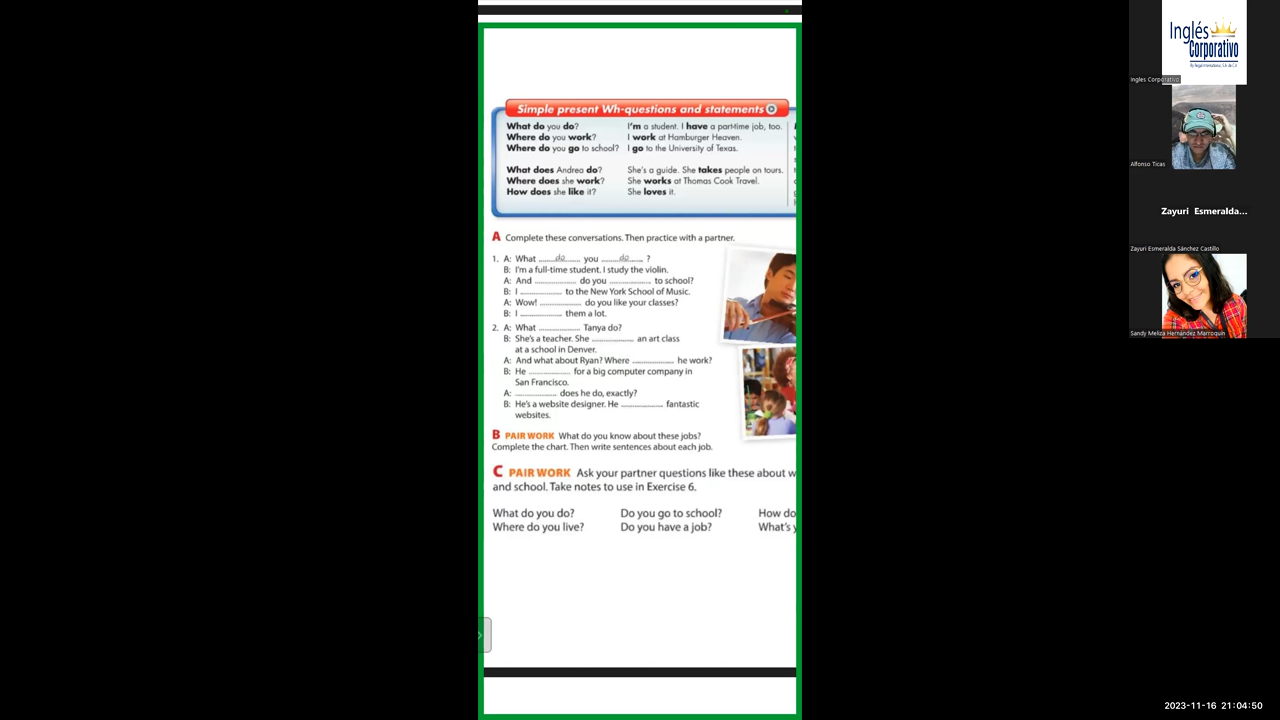 Simple present Wh-questions and statements
What do you do? I'm a student. I have a part-time job, too.
Where do you work? I work at Hamburger Heaven.
Where do you go to school? I go to the University of Texas.
What does Andrea do? She's a guide. She takes people on tours.
Where does she work? She works at Thomas Cook Travel.
How does she like it? She loves it.
A Complete these conversations. Then practice with a partner.
1. A: What ....do.... you ....do.... ?
B: I'm a full-time student. I study the violin.
A: And ................ do you ................ to school?
B: I ................ to the New York School of Music.
A: Wow! ................ do you like your classes?
B: I ................ them a lot.
2. A: What ................ Tanya do?
B: She's a teacher. She ................ an art class
at a school in Denver.
A: And what about Ryan? Where ................ he work?
B: He ................ for a big computer company in
San Francisco.
A: ................ does he do, exactly?
B: He's a website designer. He ................ fantastic
websites.
B PAIR WORK What do you know about these jobs?
Complete the chart. Then write sentences about each job.
C PAIR WORK Ask your partner questions like these about w
and school. Take notes to use in Exercise 6.
What do you do? Do you go to school? How do
Where do you live? Do you have a job? What's y
Inglés
Corporativo
Ingles Corporativo
Alfonso Ticas
Zayuri Esmeralda...
Zayuri Esmeralda Sánchez Castillo
Sandy Meliza Hernández Marroquin
2023-11-16 21:04:50